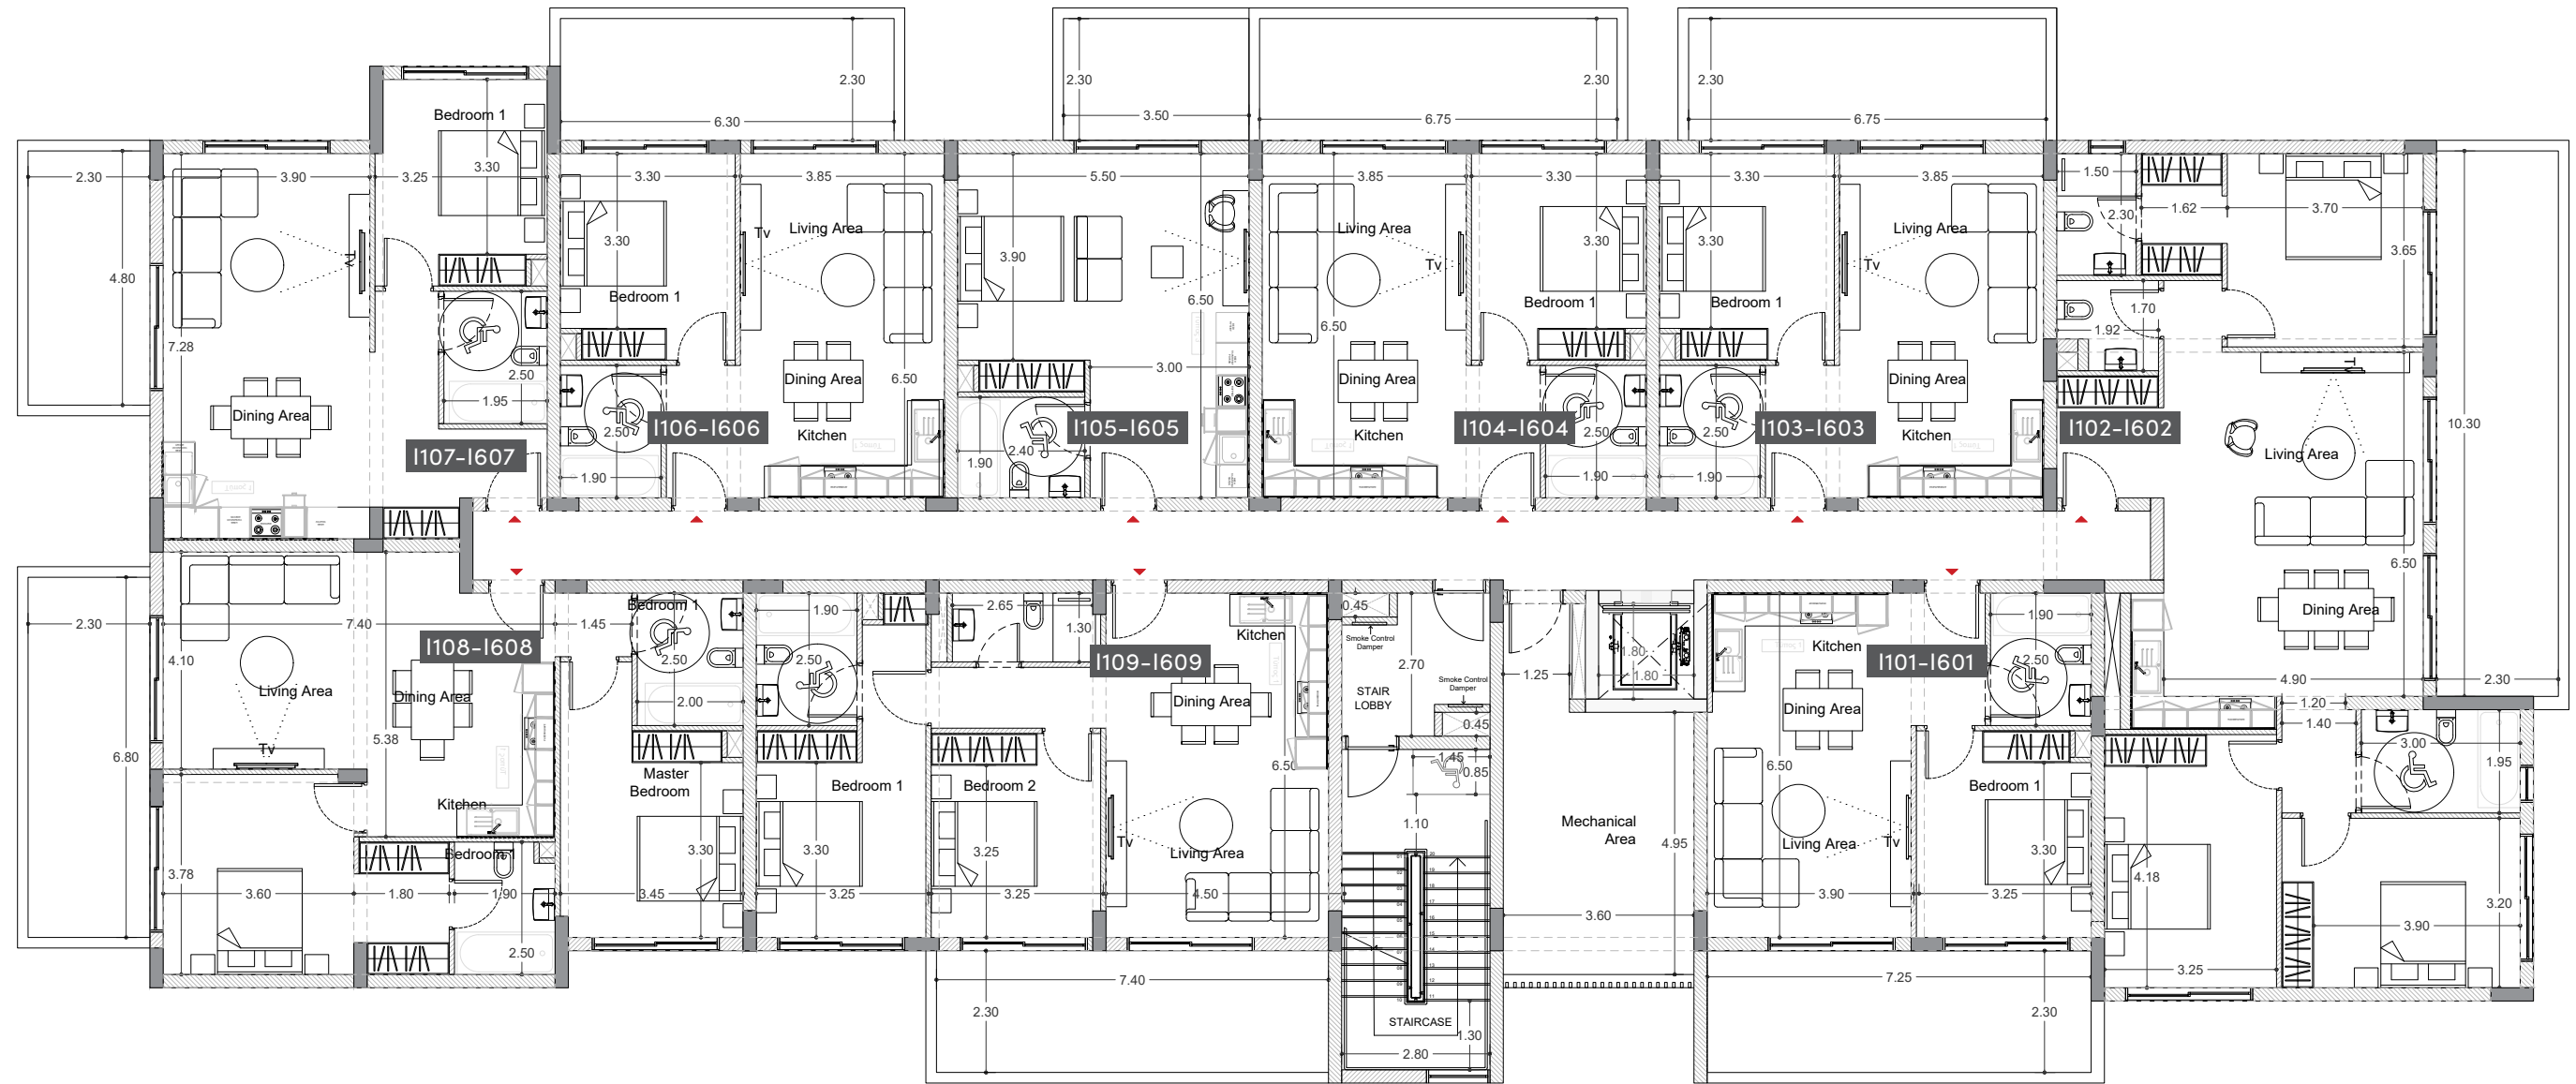 2.30
2.30
2.30
2.30
6.30
3.50
6.75
6.75
Bedroom 1
3.30
2.30
3.90
3.25
3.30
3.85
5.50
3.85
3.30
3.30
3.85
1.50
1.62
3.70
2.30
3.65
4.80
7.28
Tv
Dining Area
2.50
1.95
I107-I607
3.30
Bedroom 1
Tv
Living Area
Dining Area
6.50
Kitchen
2.50
1.90
I106-I606
3.90
6.50
3.00
2.40
1.90
I105-I605
Living Area
Tv
6.50
Dining Area
Kitchen
3.30
Bedroom 1
2.50
1.90
I104-I604
3.30
Bedroom 1
2.50
1.90
I103-I603
Living Area
Tv
Dining Area
Kitchen
1.70
1.92
I102-I602
Living Area
10.30
6.50
Dining Area
4.90
2.30
1.20
1.40
3.00
1.95
2.30
7.40
4.10
6.80
Living Area
Tv
Dining Area
5.38
Kitchen
I108-I608
1.45
Bedroom 1
2.50
2.00
Master
Bedroom
3.30
3.45
3.78
3.60
1.80
Bedroom
1.90
2.50
1.90
2.50
Bedroom 1
3.30
3.25
2.65
1.30
Bedroom 2
3.25
3.25
I109-I609
Kitchen
Dining Area
6.50
Tv
Living Area
4.50
7.40
2.30
0.45
Smoke Control
Damper
2.70
STAIR
LOBBY
Smoke Control
Damper
0.45
1.45
0.85
1.10
STAIRCASE
1.30
2.80
1.25
1.80
1.80
Mechanical
Area
4.95
3.60
Kitchen
I101-I601
1.90
2.50
Dining Area
6.50
Living Area
Tv
3.90
Bedroom 1
3.30
3.25
7.25
2.30
4.18
3.25
3.20
3.90